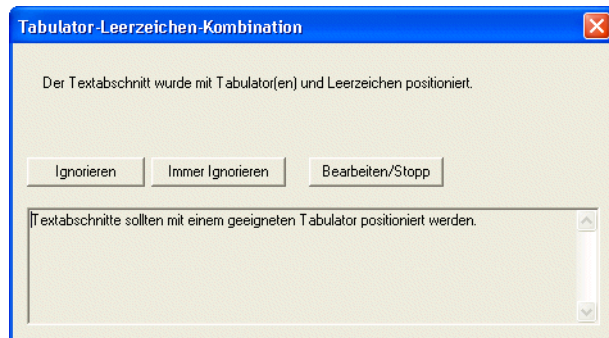 Tabulator-Leerzeichen-Kombination
Der Textabschnitt wurde mit Tabulator(en) und Leerzeichen positioniert.
Ignorieren Immer Ignorieren Bearbeiten/Stopp
Textabschnitte sollten mit einem geeigneten Tabulator positioniert werden.